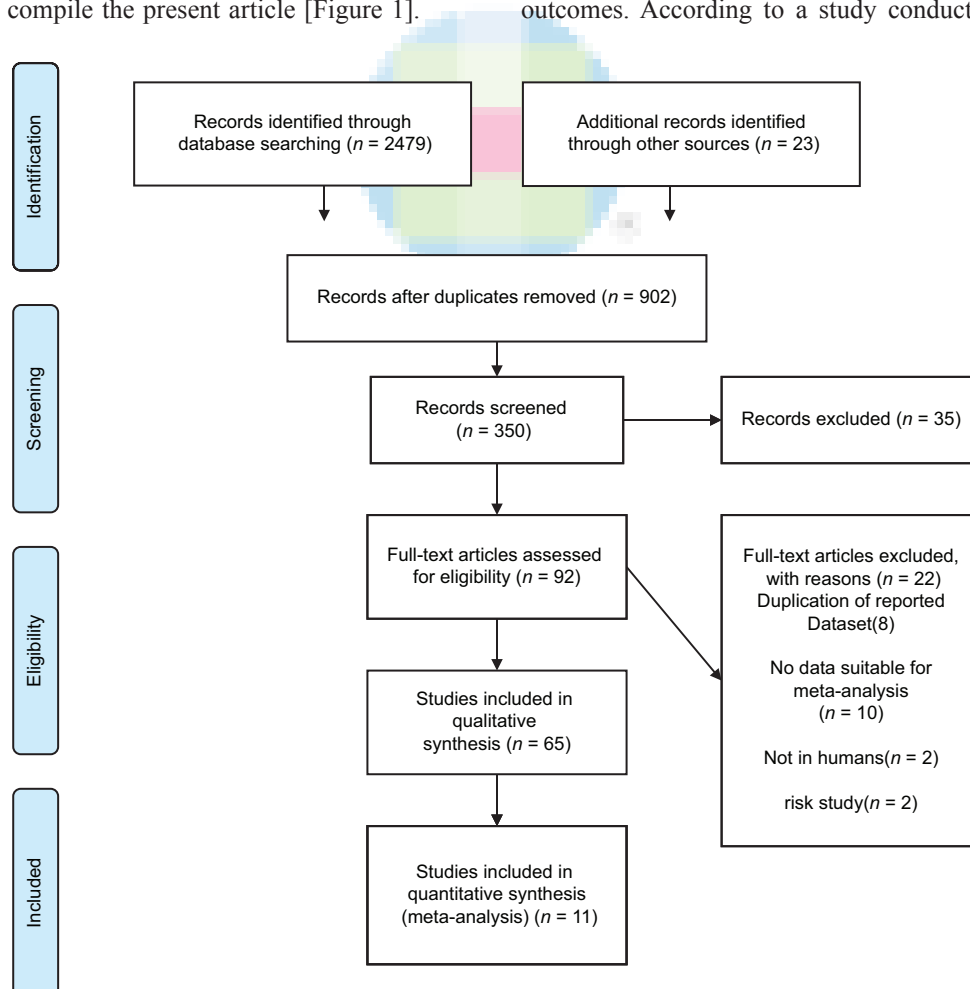 compile the present article [Figure 1].
outcomes. According to a study conduct
Identification
Records identified through
database searching (n = 2479)
Additional records identified
through other sources (n = 23)
Records after duplicates removed (n = 902)
Screening
Records screened
(n = 350)
Records excluded (n = 35)
Eligibility
Full-text articles assessed
for eligibility (n = 92)
Full-text articles excluded,
with reasons (n = 22)
Duplication of reported
Dataset(8)
No data suitable for
meta-analysis
(n = 10)
Not in humans(n = 2)
risk study(n = 2)
Studies included in
qualitative
synthesis (n = 65)
Included
Studies included in
quantitative synthesis
(meta-analysis) (n = 11)